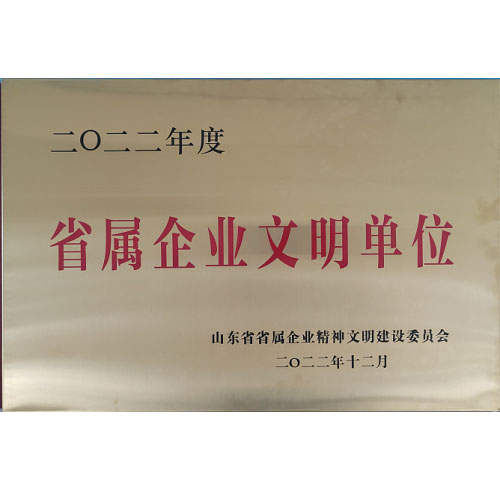 二〇二二年度
省属企业文明单位
山东省省属企业精神文明建设委员会
二〇二二年十二月